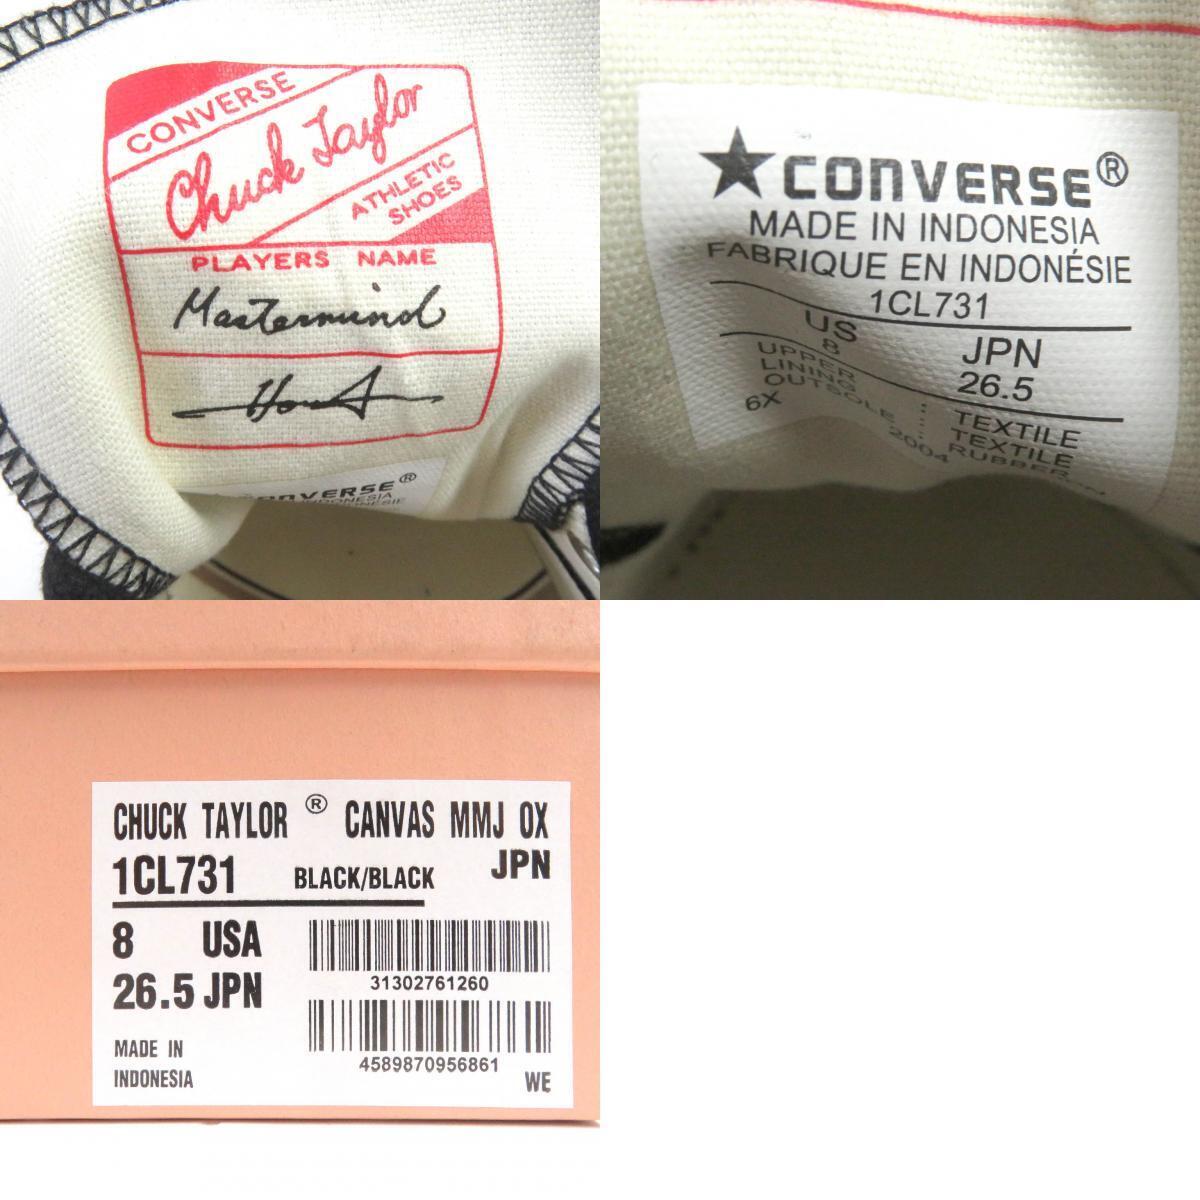 CONVERSE
Chuck Taylor
ATHLETIC
SHOES
PLAYERS NAME
Mastermind
CONVERSE®
INDONESIA
★CONVERSE®
MADE IN INDONESIA
FABRIQUE EN INDONÉSIE
1CL731
US JPN
8 26.5
UPPER : TEXTILE
LINING : TEXTILE
OUTSOLE : RUBBER
6X 2004
CHUCK TAYLOR ® CANVAS MMJ OX
1CL731 BLACK/BLACK JPN
8 USA
26.5 JPN
31302761260
MADE IN
INDONESIA
4589870956861
WE